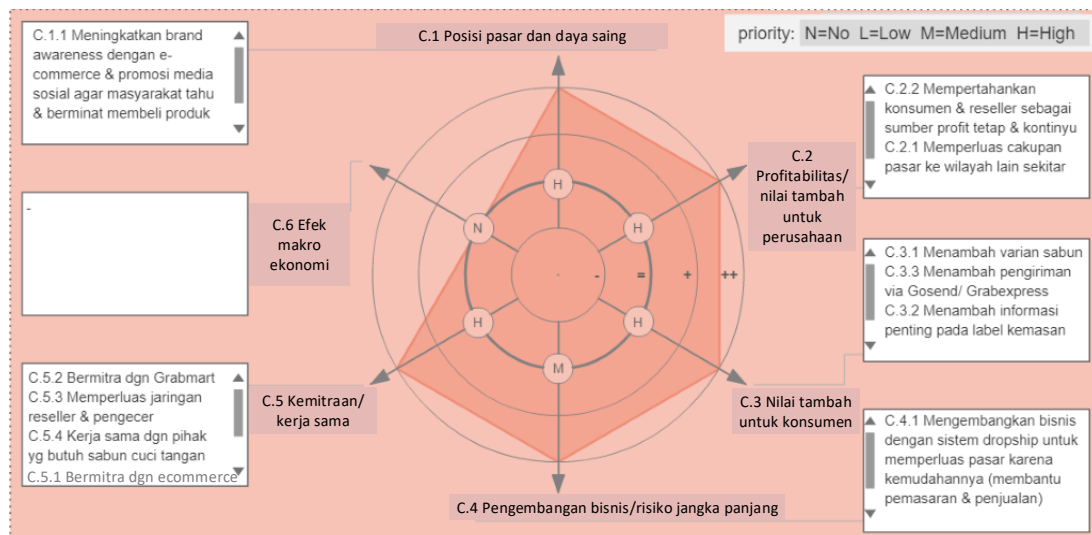 C.1.1 Meningkatkan brand
awareness dengan e-
commerce & promosi media
sosial agar masyarakat tahu
& berminat membeli produk
C.1 Posisi pasar dan daya saing
priority: N=No L=Low M=Medium H=High
C.2.2 Mempertahankan
konsumen & reseller sebagai
sumber profit tetap & kontinyu
C.2.1 Memperluas cakupan
pasar ke wilayah lain sekitar
C.2
Profitabilitas/
nilai tambah
untuk
perusahaan
-
C.6 Efek
makro
ekonomi
H
N
H
- = + ++
H
H
M
C.3.1 Menambah varian sabun
C.3.3 Menambah pengiriman
via Gosend/ Grabexpress
C.3.2 Menambah informasi
penting pada label kemasan
C.5.2 Bermitra dgn Grabmart
C.5.3 Memperluas jaringan
reseller & pengecer
C.5.4 Kerja sama dgn pihak
yg butuh sabun cuci tangan
C.5.1 Bermitra dgn ecommerce
C.5 Kemitraan/
kerja sama
C.3 Nilai tambah
untuk konsumen
C.4.1 Mengembangkan bisnis
dengan sistem dropship untuk
memperluas pasar karena
kemudahannya (membantu
pemasaran & penjualan)
C.4 Pengembangan bisnis/risiko jangka panjang